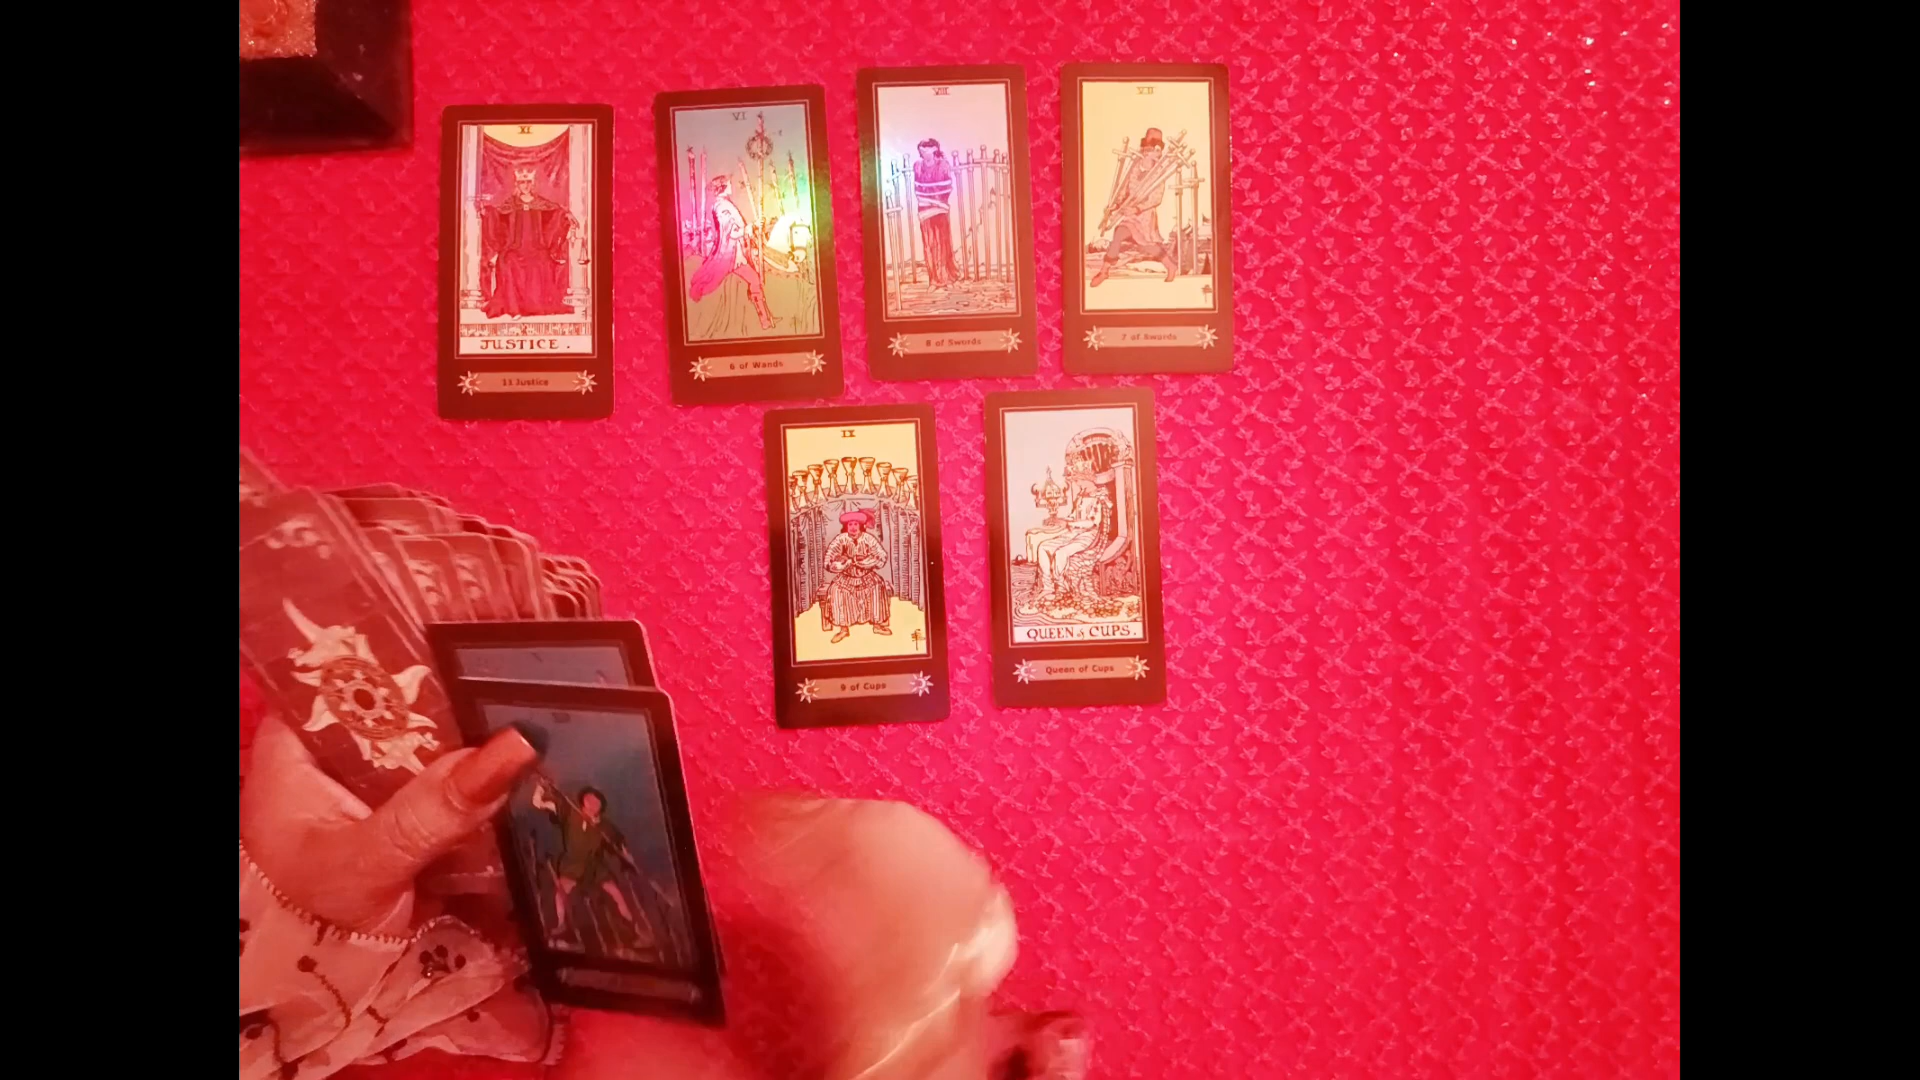 XI
JUSTICE.
11 Justice
VI
6 of Wands
VIII
8 of Swords
VII
7 of Swords
IX
9 of Cups
QUEEN of CUPS.
Queen of Cups